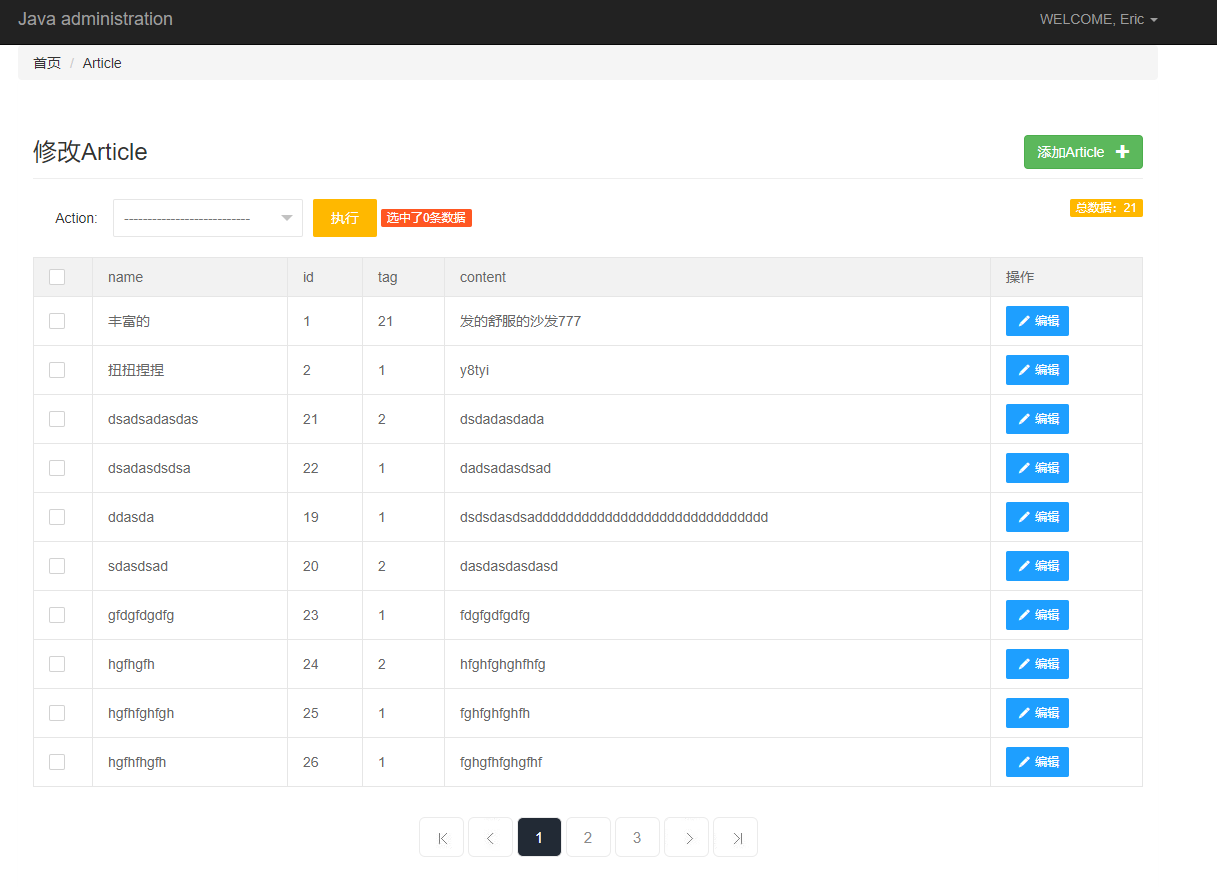 Java administration WELCOME, Eric
首页 / Article
修改Article 添加Article
Action: --------------------------- 执行 选中了0条数据 总数据：21
name id tag content 操作
丰富的 1 21 发的舒服的沙发777 编辑
扭扭捏捏 2 1 y8tyi 编辑
dsadsadasdas 21 2 dsdadasdada 编辑
dsadasdsdsa 22 1 dadsadasdsad 编辑
ddasda 19 1 dsdsdasdsadddddddddddddddddddddddddddddd 编辑
sdasdsad 20 2 dasdasdasdasd 编辑
gfdgfdgdfg 23 1 fdgfgdfgdfg 编辑
hgfhgfh 24 2 hfghfghghfhfg 编辑
hgfhfghfgh 25 1 fghfghfghfh 编辑
hgfhfhgfh 26 1 fghgfhfghgfhf 编辑
1 2 3